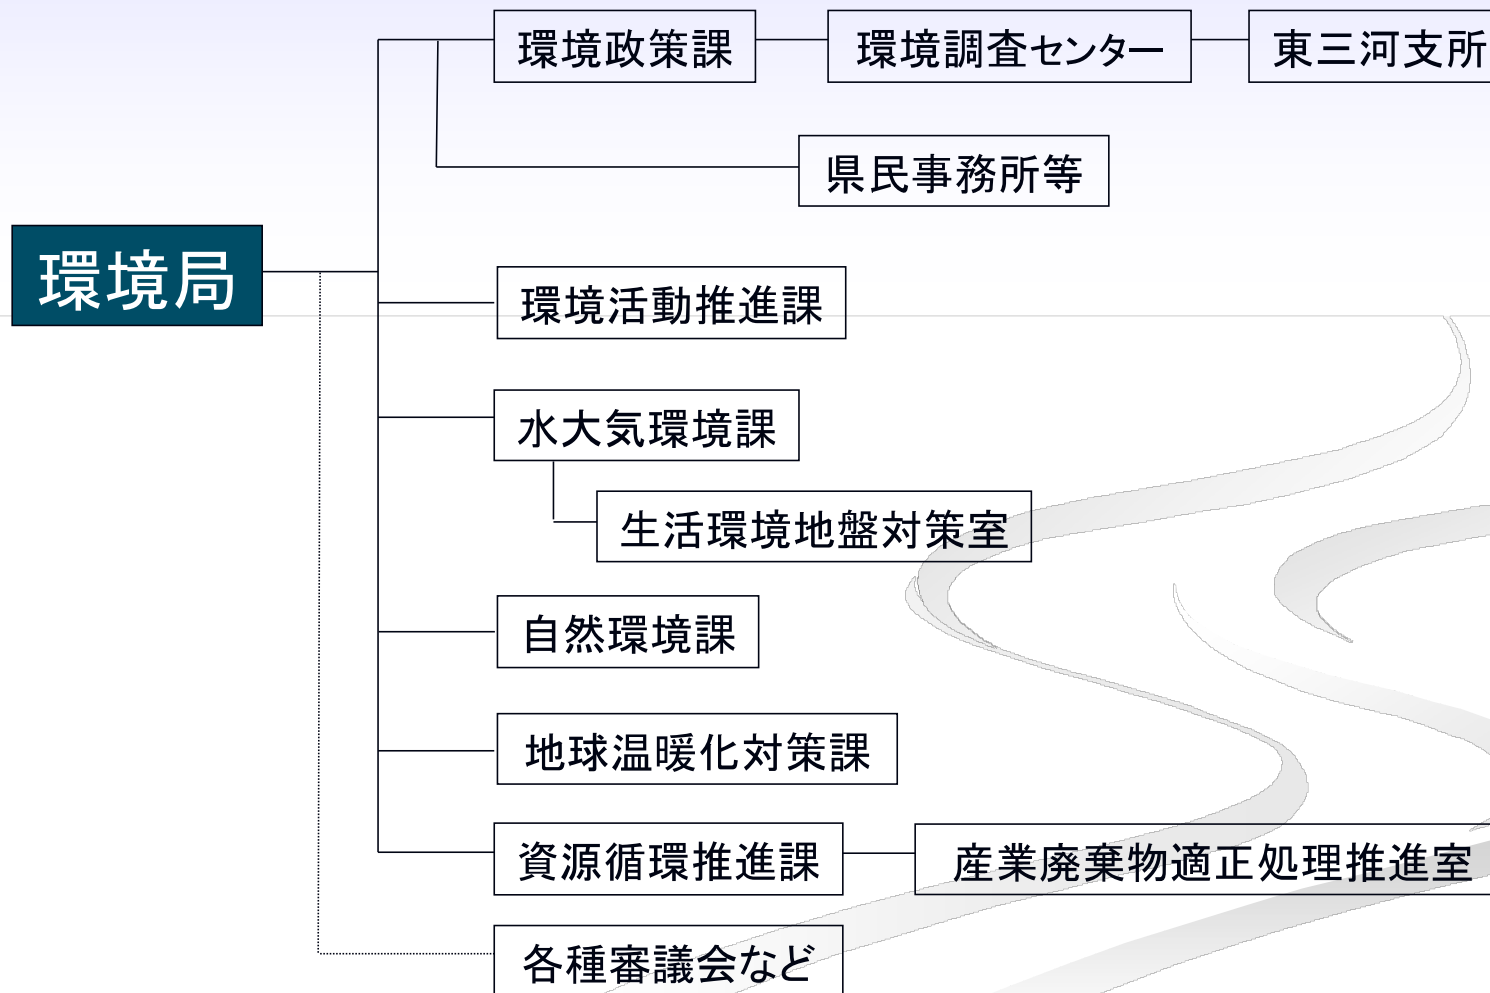 環境政策課
環境調査センター
東三河支所
県民事務所等
環境局
環境活動推進課
水大気環境課
生活環境地盤対策室
自然環境課
地球温暖化対策課
資源循環推進課
産業廃棄物適正処理推進室
各種審議会など